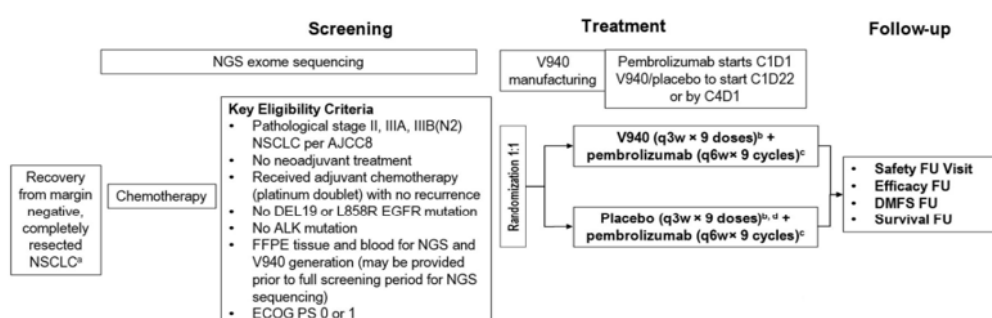 Screening
Treatment
Follow-up
NGS exome sequencing
V940
manufacturing
Pembrolizumab starts C1D1
V940/placebo to start C1D22
or by C4D1
Recovery
from margin
negative,
completely
resected
NSCLCᵃ
Chemotherapy
Key Eligibility Criteria
• Pathological stage II, IIIA, IIIB(N2)
NSCLC per AJCC8
• No neoadjuvant treatment
• Received adjuvant chemotherapy
(platinum doublet) with no recurrence
• No DEL19 or L858R EGFR mutation
• No ALK mutation
• FFPE tissue and blood for NGS and
V940 generation (may be provided
prior to full screening period for NGS
sequencing)
• ECOG PS 0 or 1
Randomization 1:1
V940 (q3w × 9 doses)ᵇ +
pembrolizumab (q6w× 9 cycles)ᶜ
Placebo (q3w × 9 doses)ᵇ, ᵈ +
pembrolizumab (q6w× 9 cycles)ᶜ
• Safety FU Visit
• Efficacy FU
• DMFS FU
• Survival FU